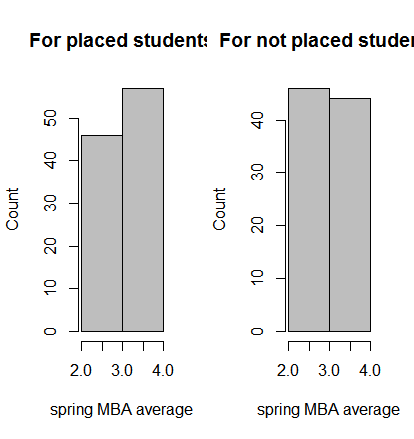 For placed students
For not placed studen
Count
50
40
30
20
10
0
2.0 3.0 4.0
spring MBA average
Count
40
30
20
10
0
2.0 3.0 4.0
spring MBA average